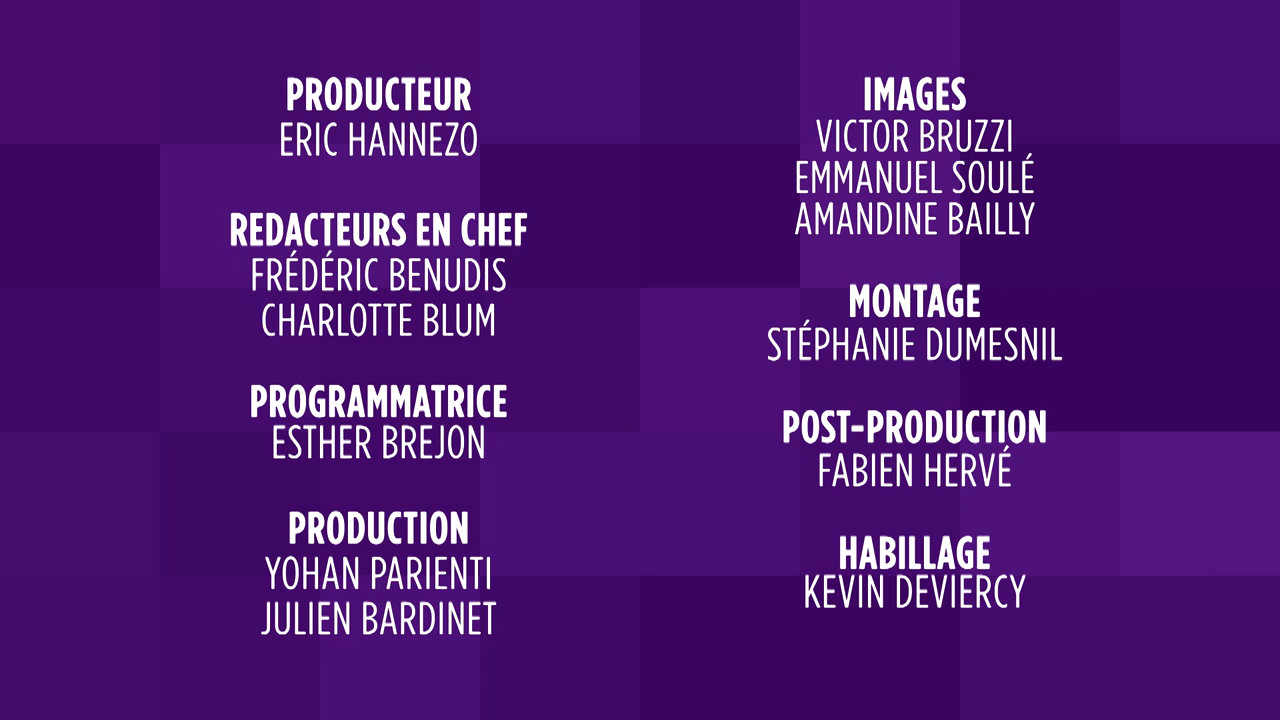 PRODUCTEUR
ERIC HANNEZO
REDACTEURS EN CHEF
FRÉDÉRIC BENUDIS
CHARLOTTE BLUM
PROGRAMMATRICE
ESTHER BREJON
PRODUCTION
YOHAN PARIENTI
JULIEN BARDINET
IMAGES
VICTOR BRUZZI
EMMANUEL SOULÉ
AMANDINE BAILLY
MONTAGE
STÉPHANIE DUMESNIL
POST-PRODUCTION
FABIEN HERVÉ
HABILLAGE
KEVIN DEVIERCY